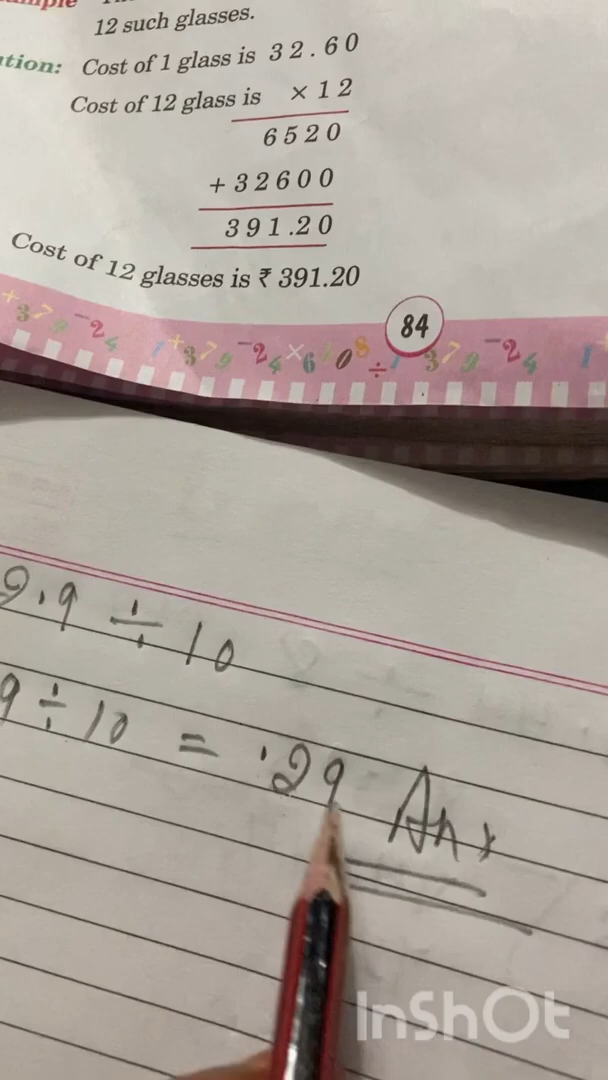 12 such glasses.
Cost of 1 glass is 32.60
Cost of 12 glass is × 12
6520
+ 32600
391.20
Cost of 12 glasses is ₹ 391.20
84
2.9 ÷ 10
9 ÷ 10 = .29 Ans
InShOt